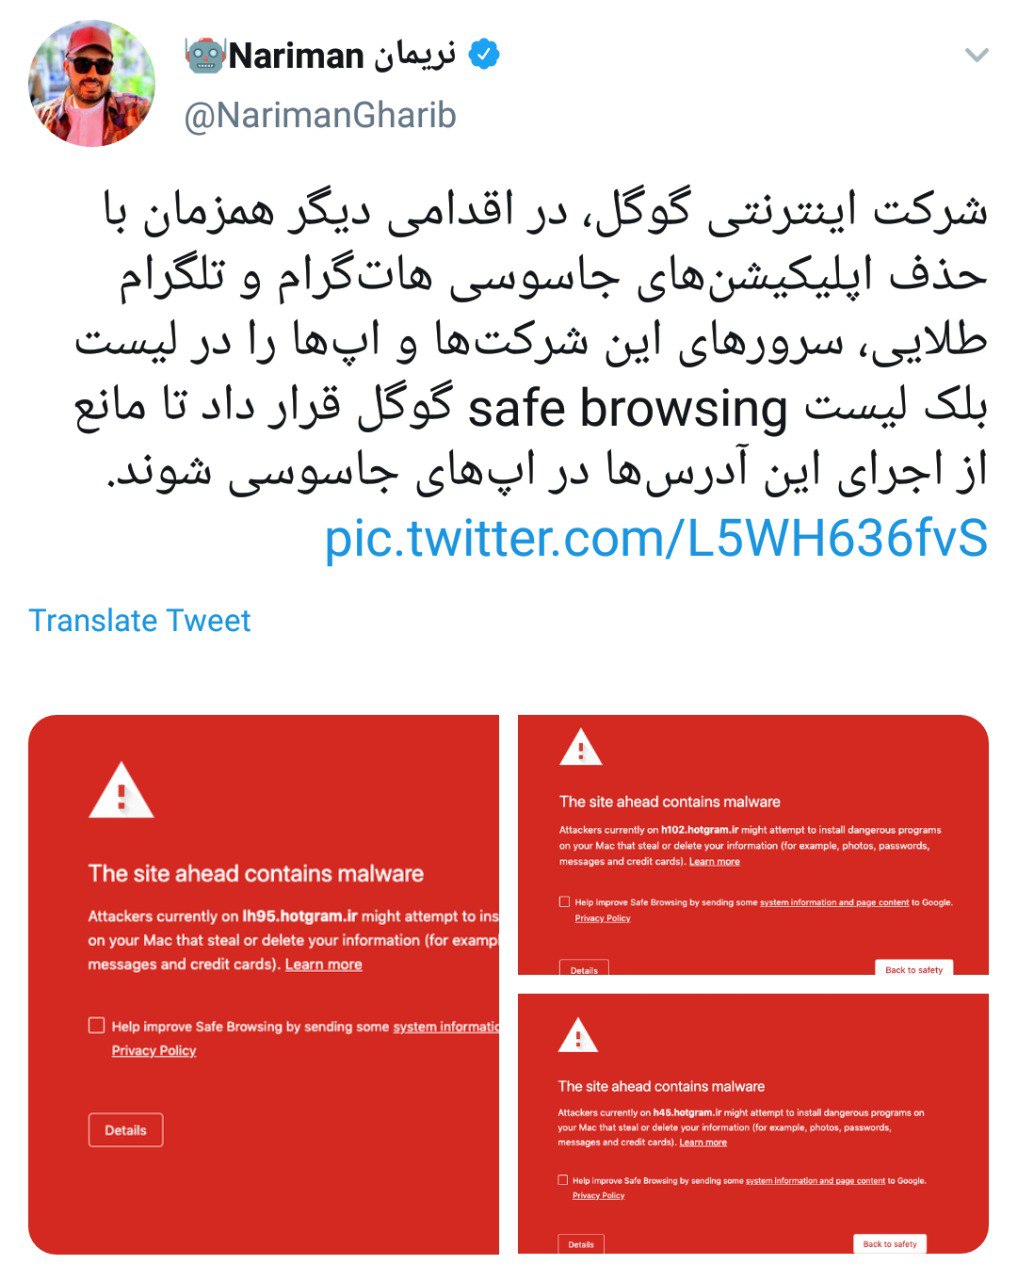 Nariman نریمان
@NarimanGharib
شرکت اینترنتی گوگل، در اقدامی دیگر همزمان با
حذف اپلیکیشن‌های جاسوسی هات‌گرام و تلگرام
طلایی، سرورهای این شرکت‌ها و اپ‌ها را در لیست
بلک لیست safe browsing گوگل قرار داد تا مانع
از اجرای این آدرس‌ها در اپ‌های جاسوسی شوند.
pic.twitter.com/L5WH636fvS
Translate Tweet
The site ahead contains malware
Attackers currently on lh95.hotgram.ir might attempt to ins
on your Mac that steal or delete your information (for exampl
messages and credit cards). Learn more
Help improve Safe Browsing by sending some system informatic
Privacy Policy
Details
The site ahead contains malware
Attackers currently on h102.hotgram.ir might attempt to install dangerous programs
on your Mac that steal or delete your information (for example, photos, passwords,
messages and credit cards). Learn more
Help improve Safe Browsing by sending some system information and page content to Google.
Privacy Policy
Details Back to safety
The site ahead contains malware
Attackers currently on h45.hotgram.ir might attempt to install dangerous programs on
your Mac that steal or delete your information (for example, photos, passwords,
messages and credit cards). Learn more
Help improve Safe Browsing by sending some system information and page content to Google.
Privacy Policy
Details Back to safety